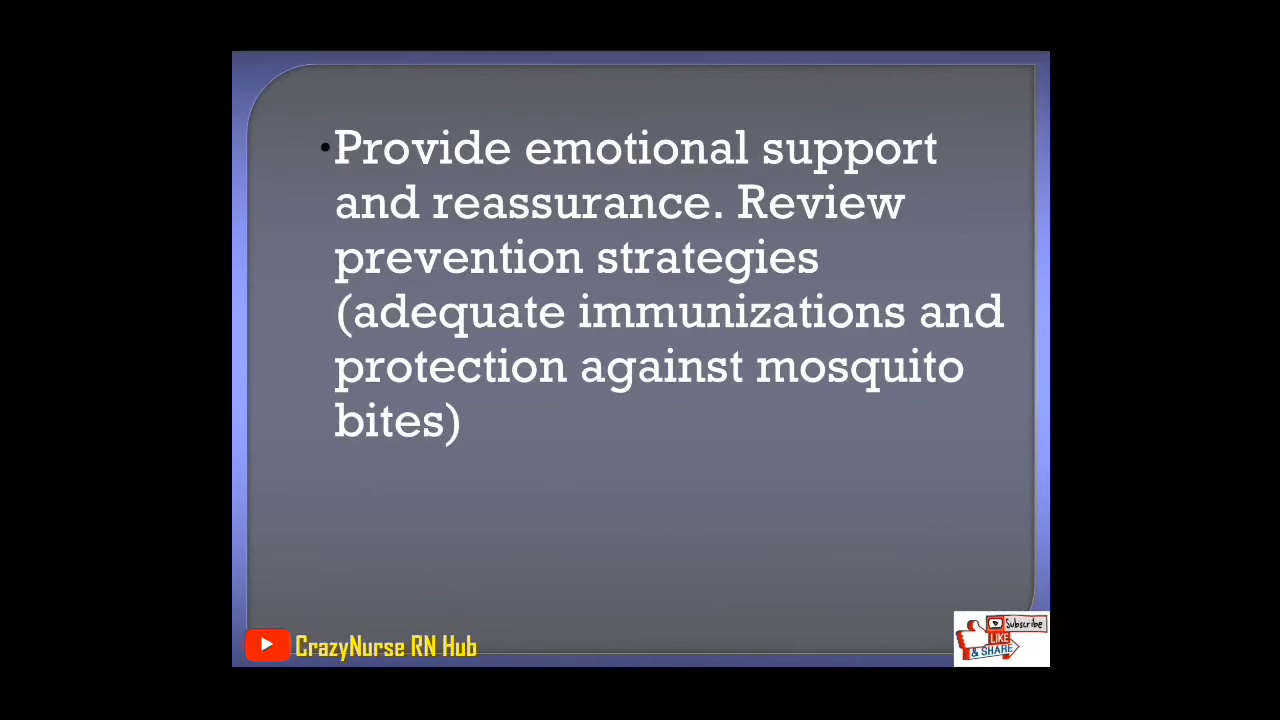 •Provide emotional support
and reassurance. Review
prevention strategies
(adequate immunizations and
protection against mosquito
bites)
CrazyNurse RN Hub
Subscribe
LIKE
& SHARE